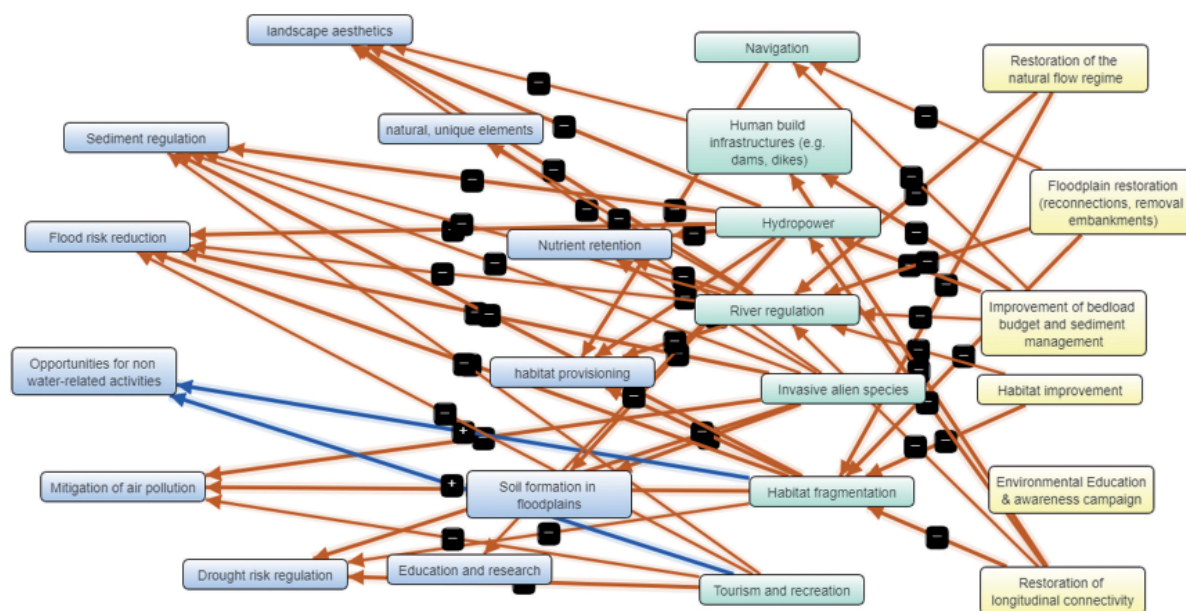 landscape aesthetics
Navigation
Restoration of the
natural flow regime
Sediment regulation
natural, unique elements
Human build
infrastructures (e.g.
dams, dikes)
Floodplain restoration
(reconnections, removal
embankments)
Flood risk reduction
Nutrient retention
Hydropower
River regulation
Improvement of bedload
budget and sediment
management
Opportunities for non
water-related activities
habitat provisioning
Invasive alien species
Habitat improvement
Mitigation of air pollution
Soil formation in
floodplains
Habitat fragmentation
Environmental Education
& awareness campaign
Drought risk regulation
Education and research
Tourism and recreation
Restoration of
longitudinal connectivity